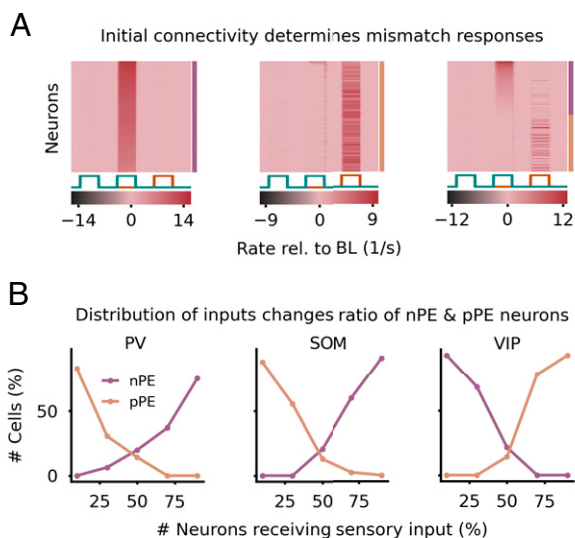 A
Initial connectivity determines mismatch responses
Neurons
−14 0 14
−9 0 9
−12 0 12
Rate rel. to BL (1/s)
B
Distribution of inputs changes ratio of nPE & pPE neurons
PV
SOM
VIP
# Cells (%)
50
0
nPE
pPE
25 50 75
25 50 75
25 50 75
# Neurons receiving sensory input (%)